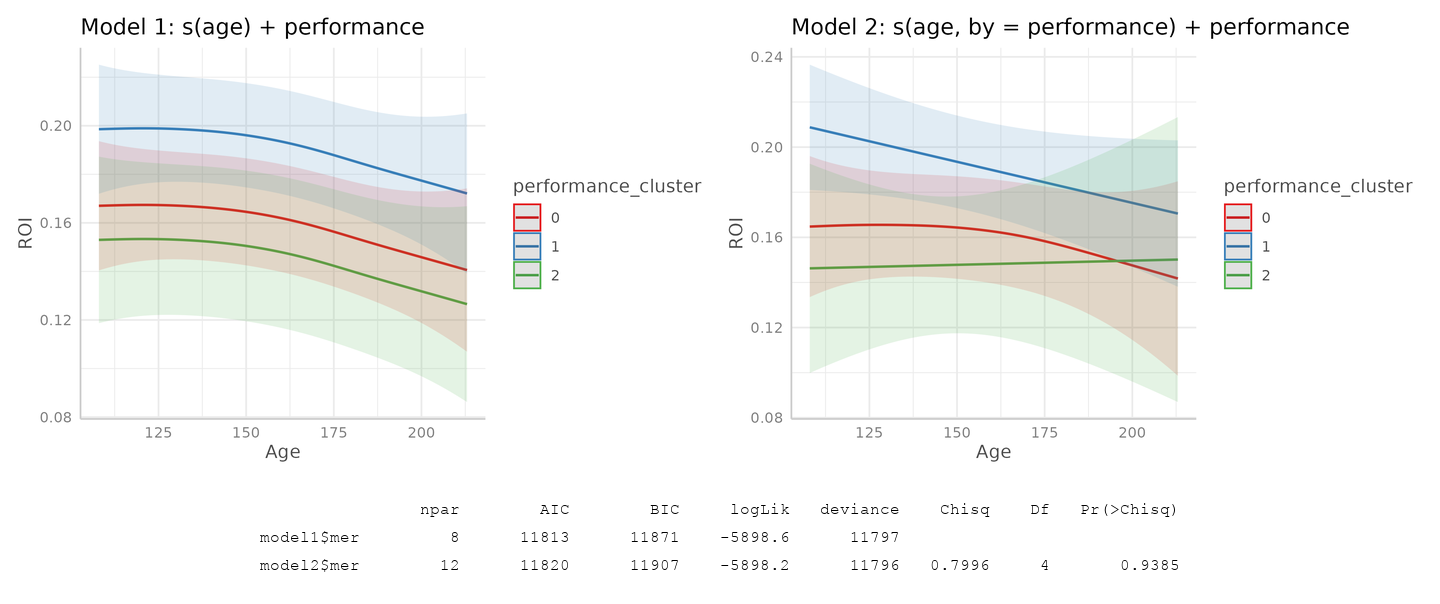 Model 1: s(age) + performance
ROI
0.20
0.16
0.12
0.08
125 150 175 200
Age
performance_cluster
0
1
2
Model 2: s(age, by = performance) + performance
ROI
0.24
0.20
0.16
0.12
0.08
125 150 175 200
Age
performance_cluster
0
1
2
npar AIC BIC logLik deviance Chisq Df Pr(>Chisq)
model1$mer 8 11813 11871 -5898.6 11797
model2$mer 12 11820 11907 -5898.2 11796 0.7996 4 0.9385